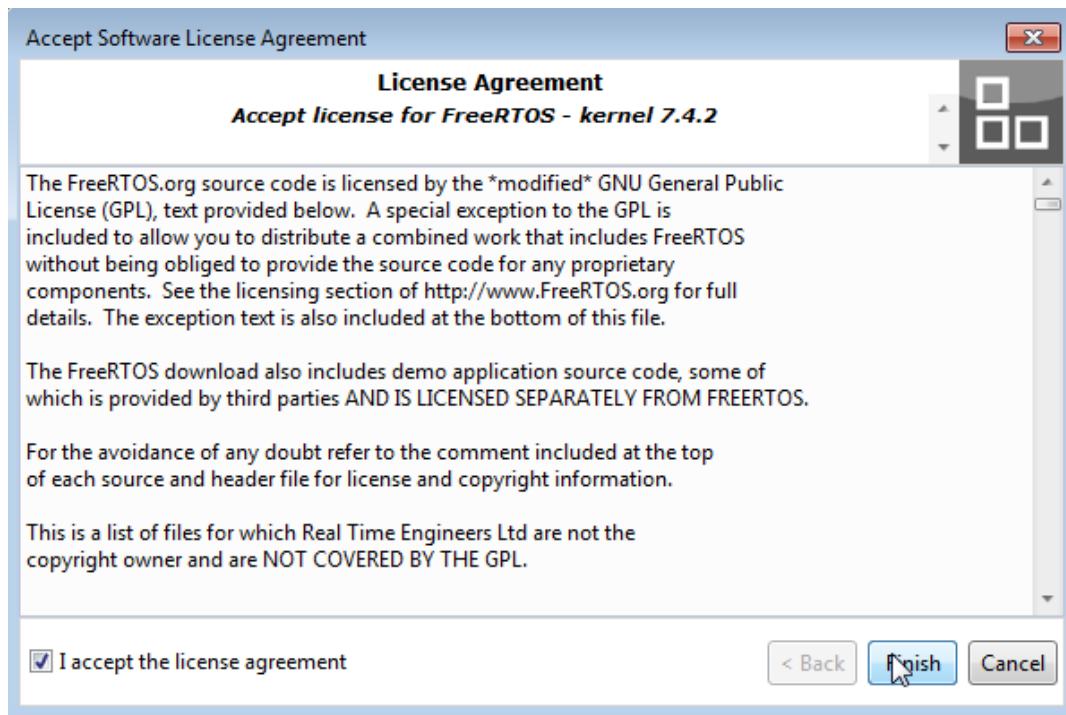 Accept Software License Agreement
License Agreement
Accept license for FreeRTOS - kernel 7.4.2
The FreeRTOS.org source code is licensed by the *modified* GNU General Public
License (GPL), text provided below.  A special exception to the GPL is
included to allow you to distribute a combined work that includes FreeRTOS
without being obliged to provide the source code for any proprietary
components.  See the licensing section of http://www.FreeRTOS.org for full
details.  The exception text is also included at the bottom of this file.
The FreeRTOS download also includes demo application source code, some of
which is provided by third parties AND IS LICENSED SEPARATELY FROM FREERTOS.
For the avoidance of any doubt refer to the comment included at the top
of each source and header file for license and copyright information.
This is a list of files for which Real Time Engineers Ltd are not the
copyright owner and are NOT COVERED BY THE GPL.
I accept the license agreement
< Back
Finish
Cancel